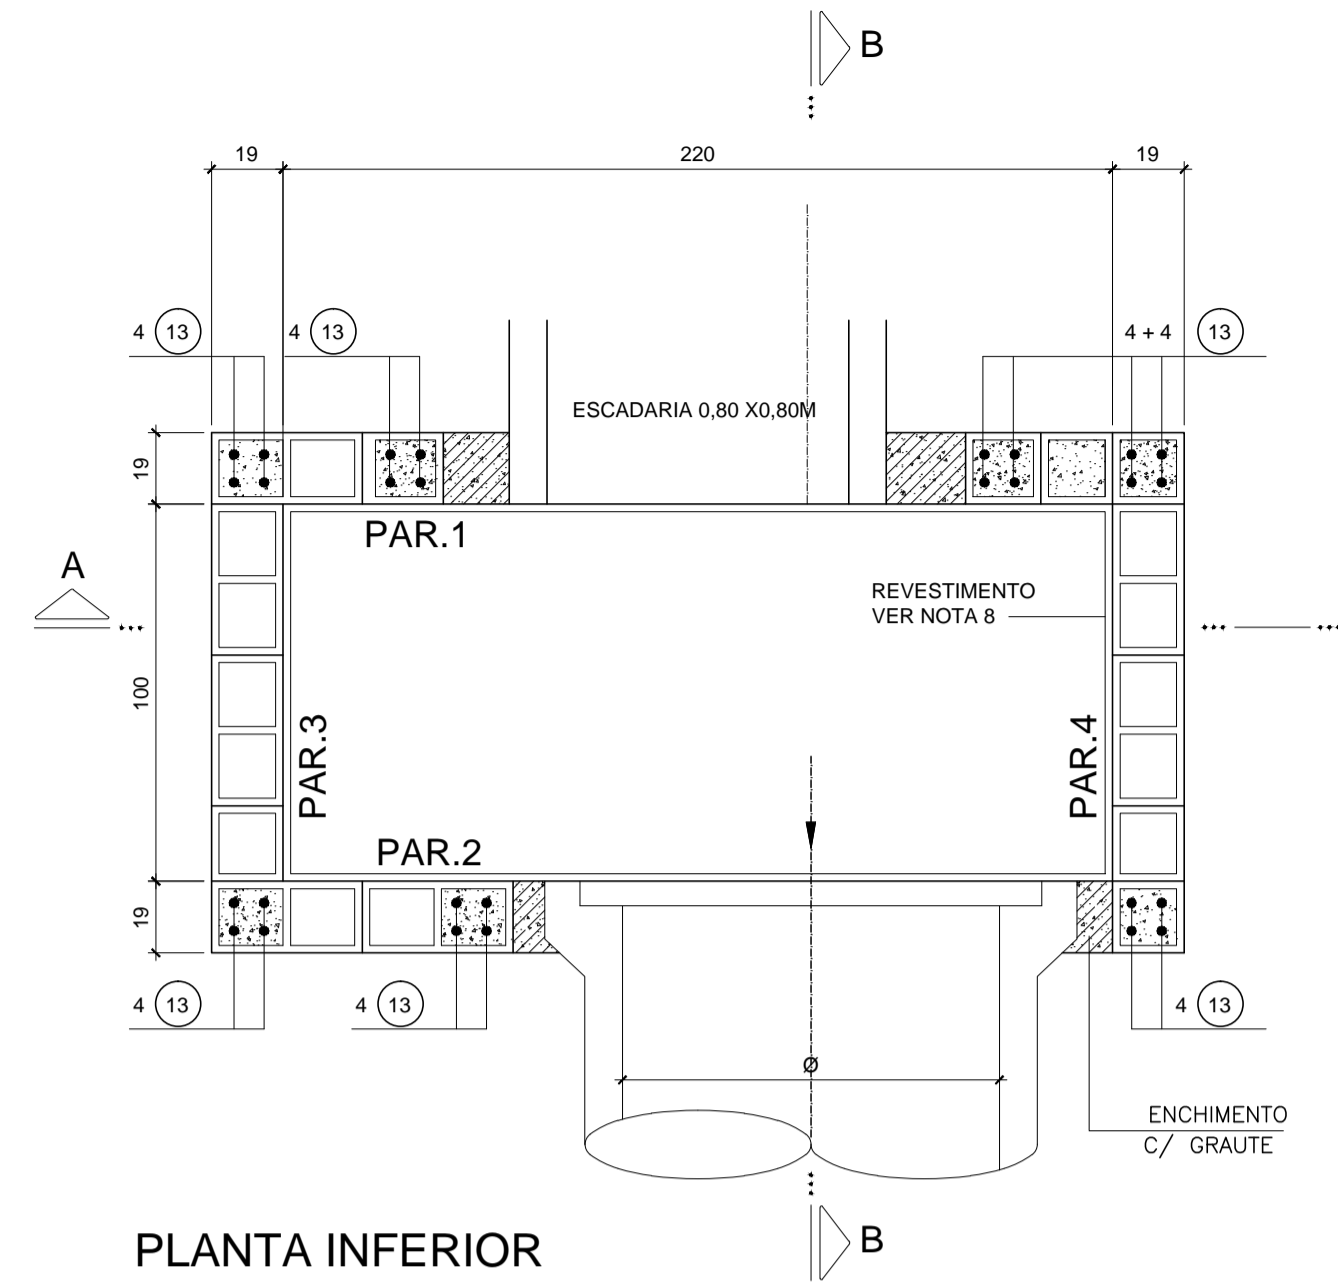 B
19
220
19
4 13
4 13
4 + 4 13
ESCADARIA 0,80 X0,80M
19
PAR.1
A
REVESTIMENTO
VER NOTA 8
100
PAR.3
PAR.4
PAR.2
19
4 13
4 13
4 13
Ø
ENCHIMENTO
C/ GRAUTE
B
PLANTA INFERIOR